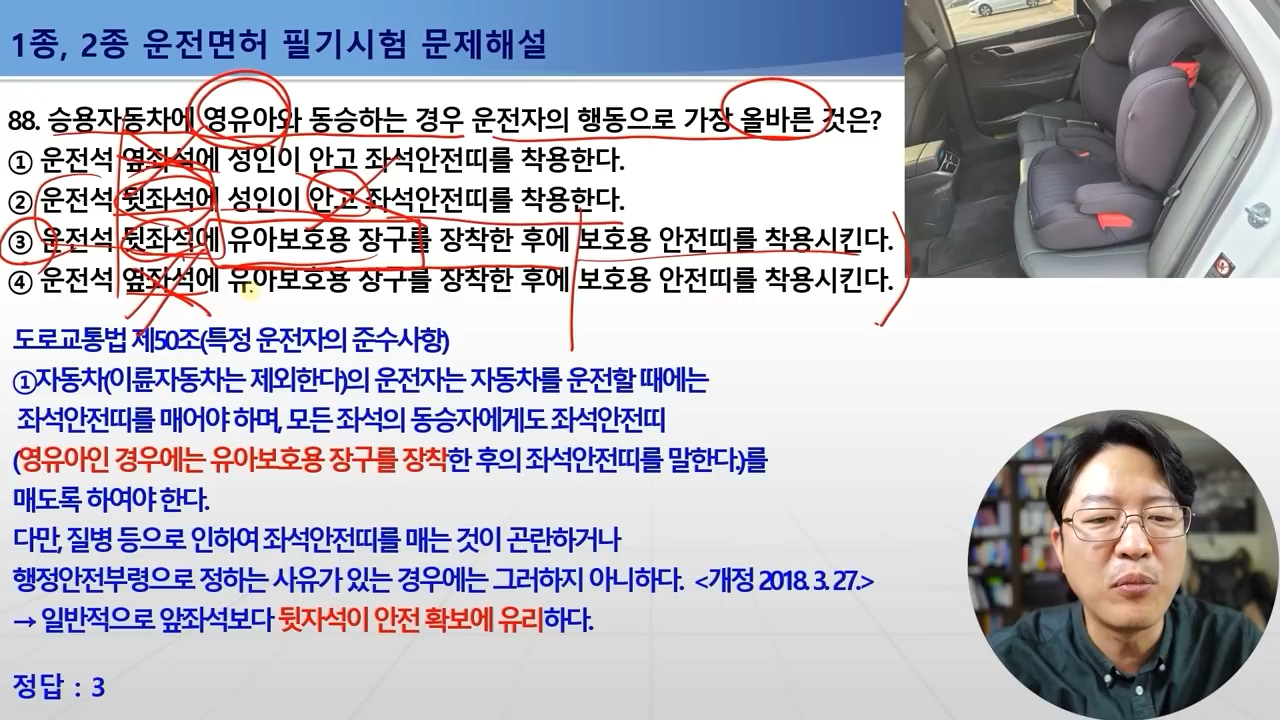 1종, 2종 운전면허 필기시험 문제해설
88. 승용자동차에 영유아와 동승하는 경우 운전자의 행동으로 가장 올바른 것은?
① 운전석 옆좌석에 성인이 안고 좌석안전띠를 착용한다.
② 운전석 뒷좌석에 성인이 안고 좌석안전띠를 착용한다.
③ 운전석 뒷좌석에 유아보호용 장구를 장착한 후에 보호용 안전띠를 착용시킨다.
④ 운전석 옆좌석에 유아보호용 장구를 장착한 후에 보호용 안전띠를 착용시킨다.
도로교통법 제50조(특정 운전자의 준수사항)
①자동차(이륜자동차는 제외한다)의 운전자는 자동차를 운전할 때에는
좌석안전띠를 매어야 하며, 모든 좌석의 동승자에게도 좌석안전띠
(영유아인 경우에는 유아보호용 장구를 장착한 후의 좌석안전띠를 말한다.)를
매도록 하여야 한다.
다만, 질병 등으로 인하여 좌석안전띠를 매는 것이 곤란하거나
행정안전부령으로 정하는 사유가 있는 경우에는 그러하지 아니하다. <개정 2018. 3. 27.>
→ 일반적으로 앞좌석보다 뒷자석이 안전 확보에 유리하다.
정답 : 3